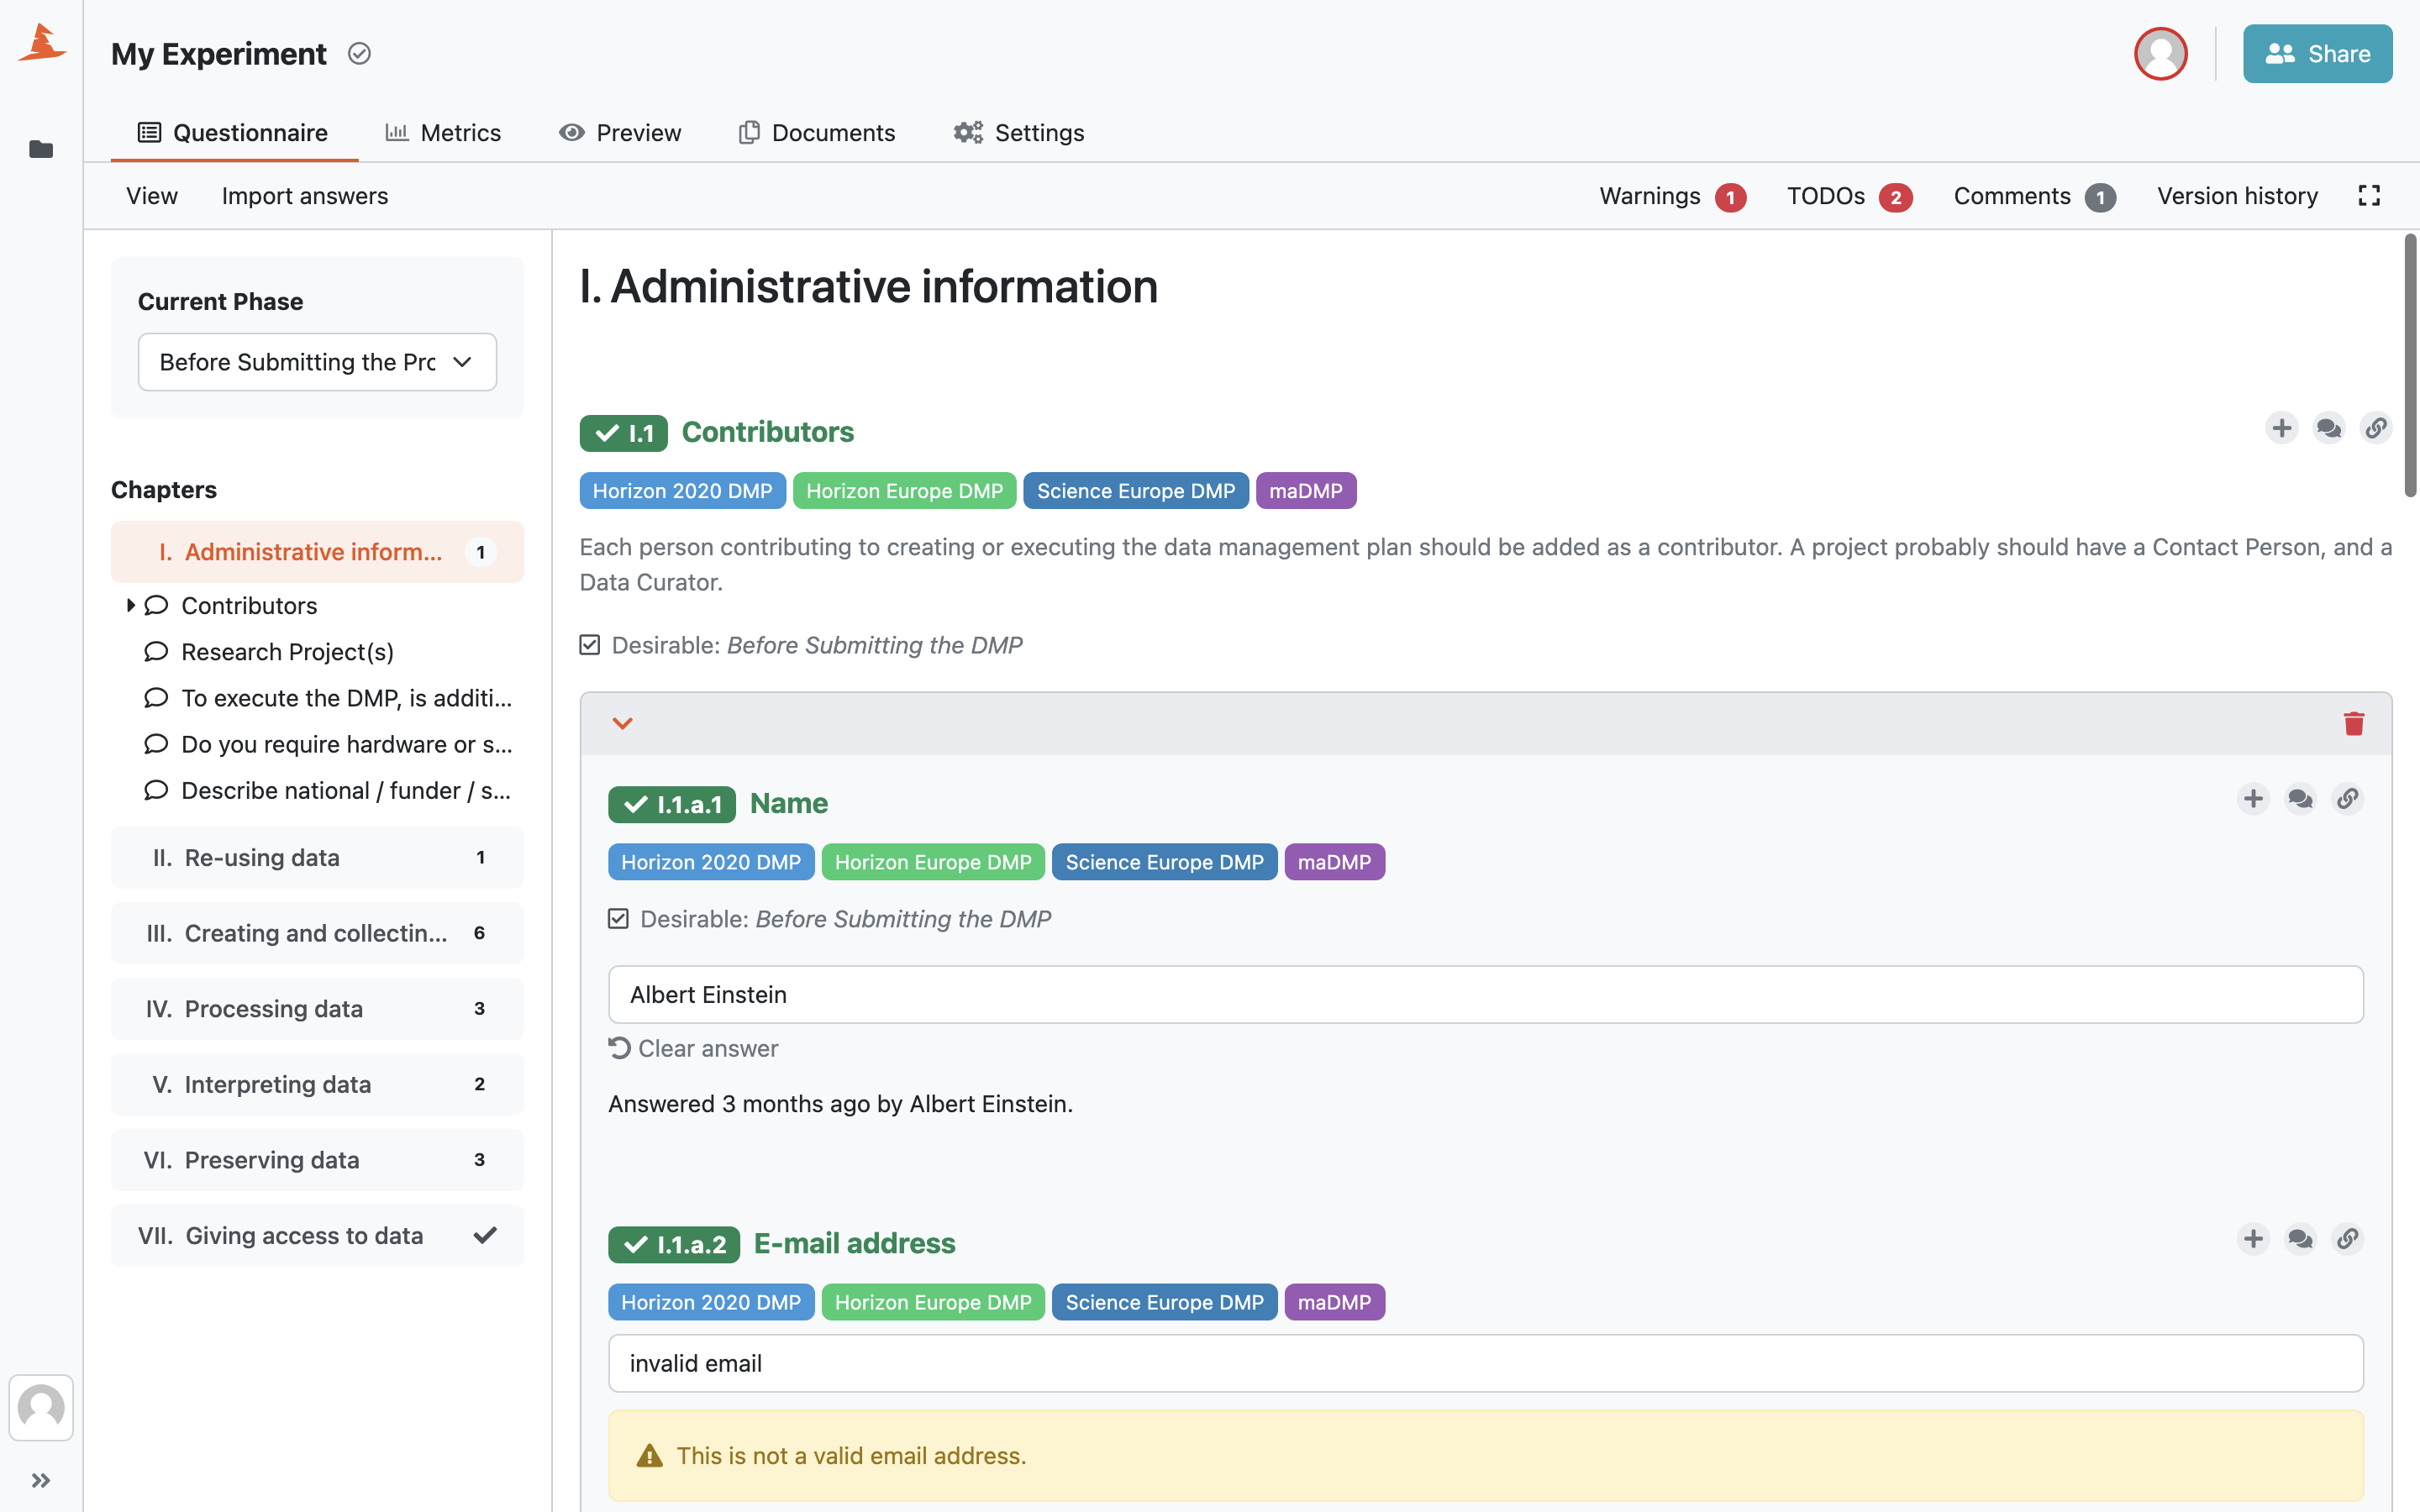 My Experiment
Share
Questionnaire
Metrics
Preview
Documents
Settings
View
Import answers
Warnings 1
TODOs 2
Comments 1
Version history
Current Phase
Before Submitting the Prc
Chapters
I. Administrative inform... 1
Contributors
Research Project(s)
To execute the DMP, is additi...
Do you require hardware or s...
Describe national / funder / s...
II. Re-using data 1
III. Creating and collectin... 6
IV. Processing data 3
V. Interpreting data 2
VI. Preserving data 3
VII. Giving access to data
I. Administrative information
I.1 Contributors
Horizon 2020 DMP Horizon Europe DMP Science Europe DMP maDMP
Each person contributing to creating or executing the data management plan should be added as a contributor. A project probably should have a Contact Person, and a
Data Curator.
Desirable: Before Submitting the DMP
I.1.a.1 Name
Horizon 2020 DMP Horizon Europe DMP Science Europe DMP maDMP
Desirable: Before Submitting the DMP
Albert Einstein
Clear answer
Answered 3 months ago by Albert Einstein.
I.1.a.2 E-mail address
Horizon 2020 DMP Horizon Europe DMP Science Europe DMP maDMP
invalid email
This is not a valid email address.